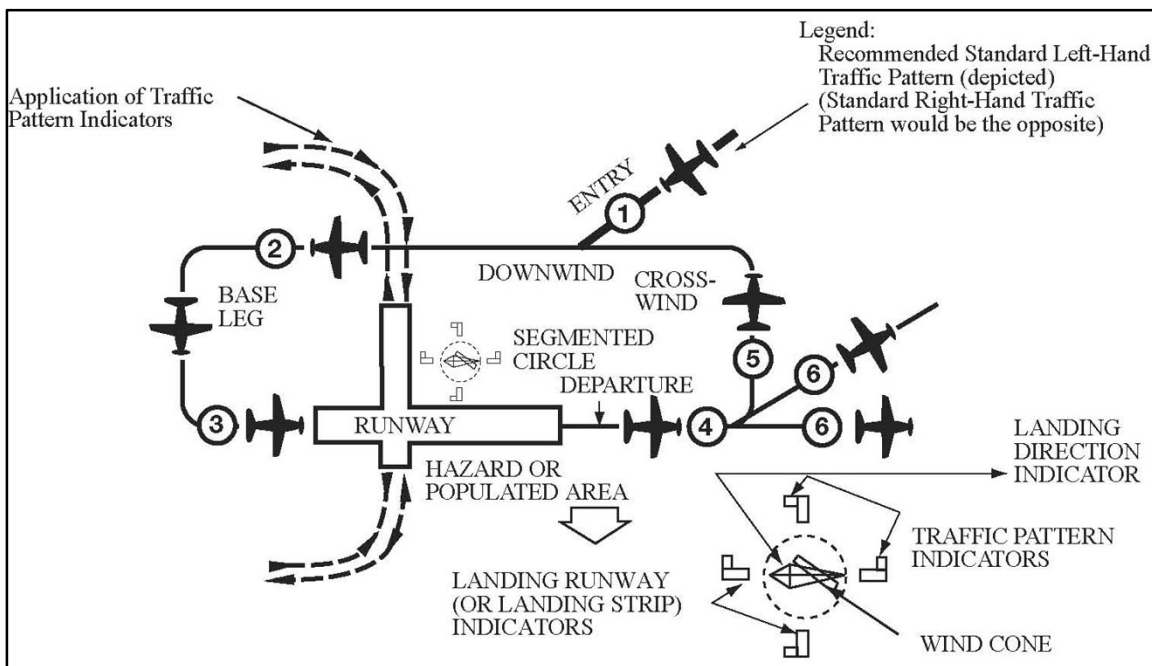 Legend:
Recommended Standard Left-Hand
Traffic Pattern (depicted)
(Standard Right-Hand Traffic
Pattern would be the opposite)
Application of Traffic
Pattern Indicators
ENTRY
1
2
DOWNWIND
CROSS-
WIND
BASE
LEG
SEGMENTED
CIRCLE
5
6
DEPARTURE
3
RUNWAY
4
6
LANDING
DIRECTION
INDICATOR
HAZARD OR
POPULATED AREA
TRAFFIC PATTERN
INDICATORS
LANDING RUNWAY
(OR LANDING STRIP)
INDICATORS
WIND CONE